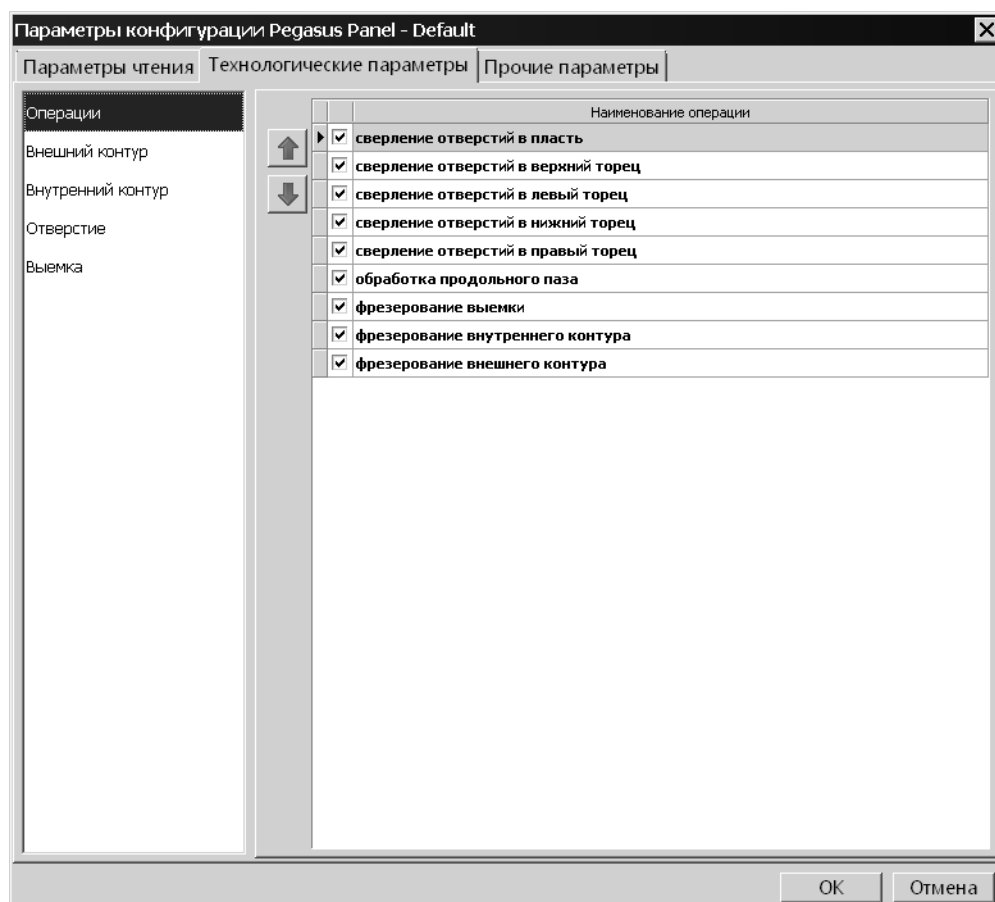 Параметры конфигурации Pegasus Panel - Default
Параметры чтения Технологические параметры Прочие параметры
Операции
Внешний контур
Внутренний контур
Отверстие
Выемка
Наименование операции
сверление отверстий в пласть
сверление отверстий в верхний торец
сверление отверстий в левый торец
сверление отверстий в нижний торец
сверление отверстий в правый торец
обработка продольного паза
фрезерование выемки
фрезерование внутреннего контура
фрезерование внешнего контура
OK Отмена